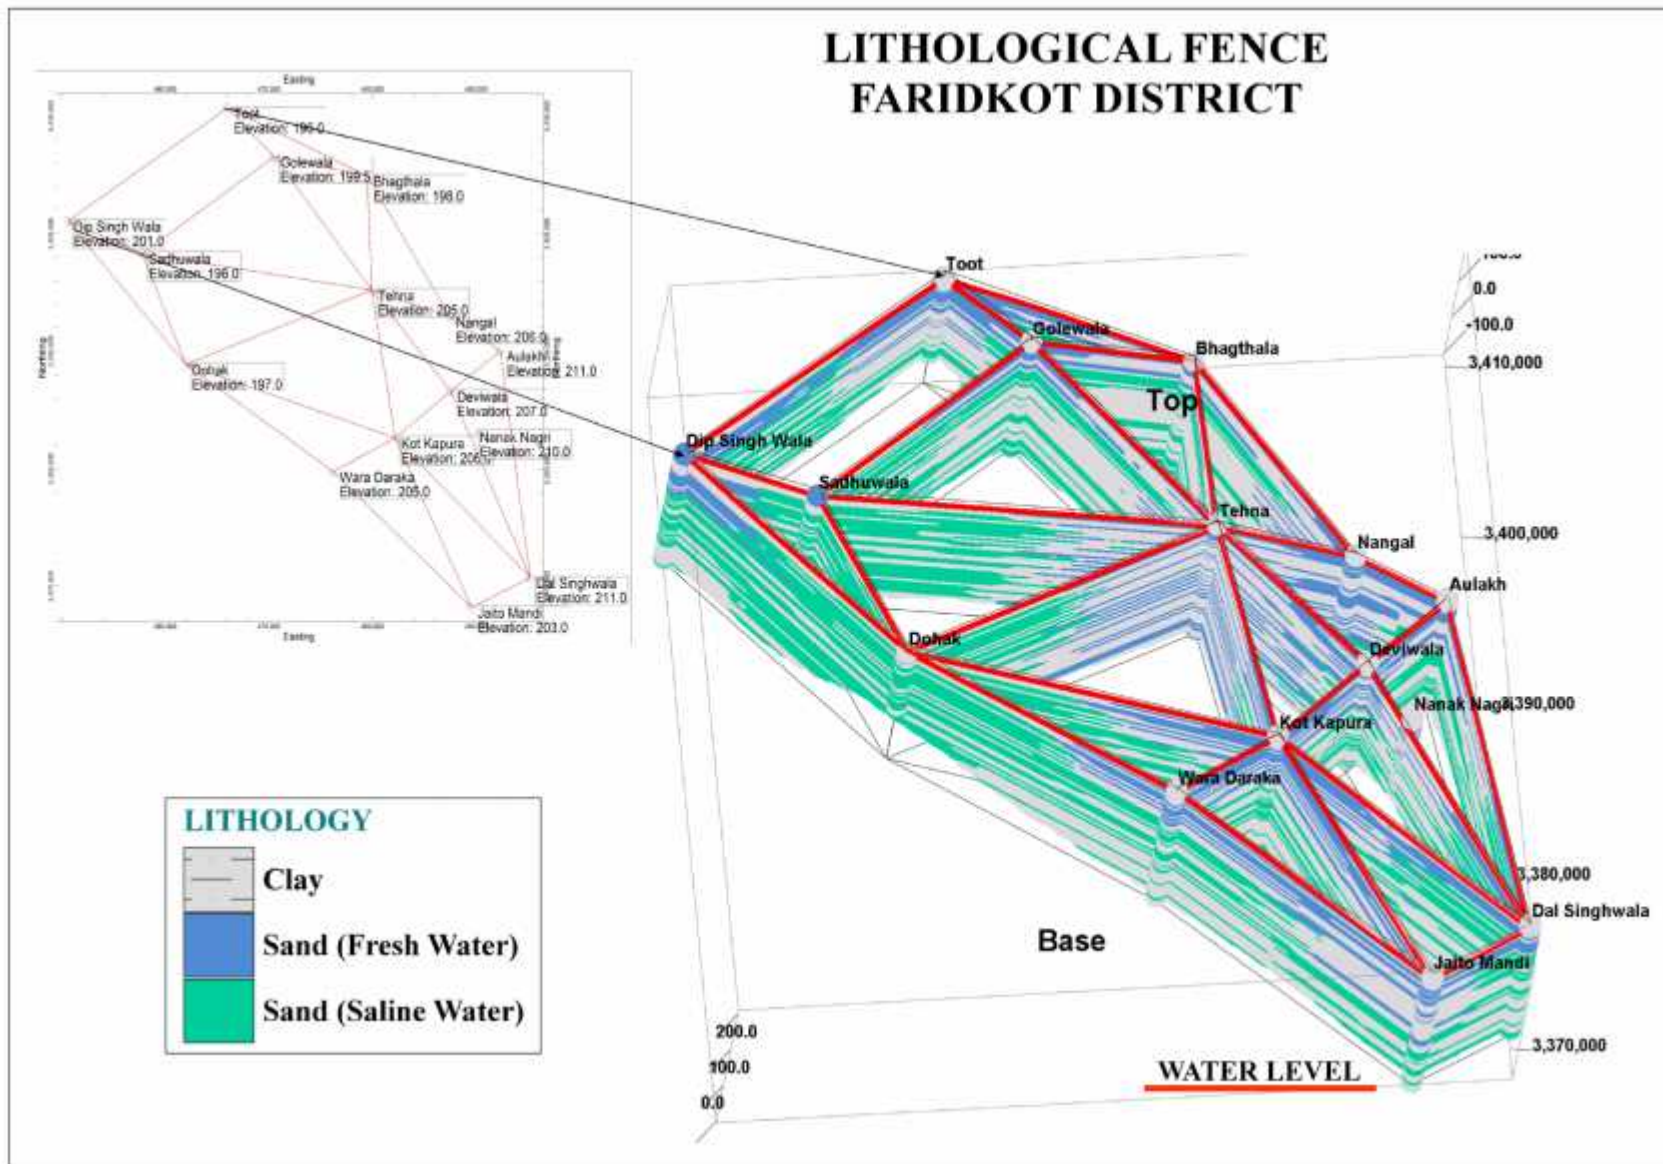 LITHOLOGICAL FENCE
FARIDKOT DISTRICT
Easting
Toot
Elevation: 195.0
Golewala
Elevation: 199.5
Bhagthala
Elevation: 198.0
Dip Singh Wala
Elevation: 201.0
Sadhuwala
Elevation: 196.0
Tehna
Elevation: 205.0
Nangal
Elevation: 206.0
Aulakh
Elevation: 211.0
Dohak
Elevation: 197.0
Deviwala
Elevation: 207.0
Kot Kapura
Nanak Nagri
Elevation: 210.0
Wara Daraka
Elevation: 205.0
Dal Singhwala
Elevation: 211.0
Jaito Mandi
Elevation: 203.0
Northing
Easting
Toot
Golewala
Bhagthala
Top
Dip Singh Wala
Sadhuwala
Tehna
Nangal
Aulakh
Dohak
Deviwala
Nanak Nagri
Kot Kapura
Wara Daraka
Dal Singhwala
Jaito Mandi
Base
0.0
-100.0
3,410,000
3,400,000
3,390,000
3,380,000
3,370,000
200.0
100.0
0.0
WATER LEVEL
LITHOLOGY
Clay
Sand (Fresh Water)
Sand (Saline Water)